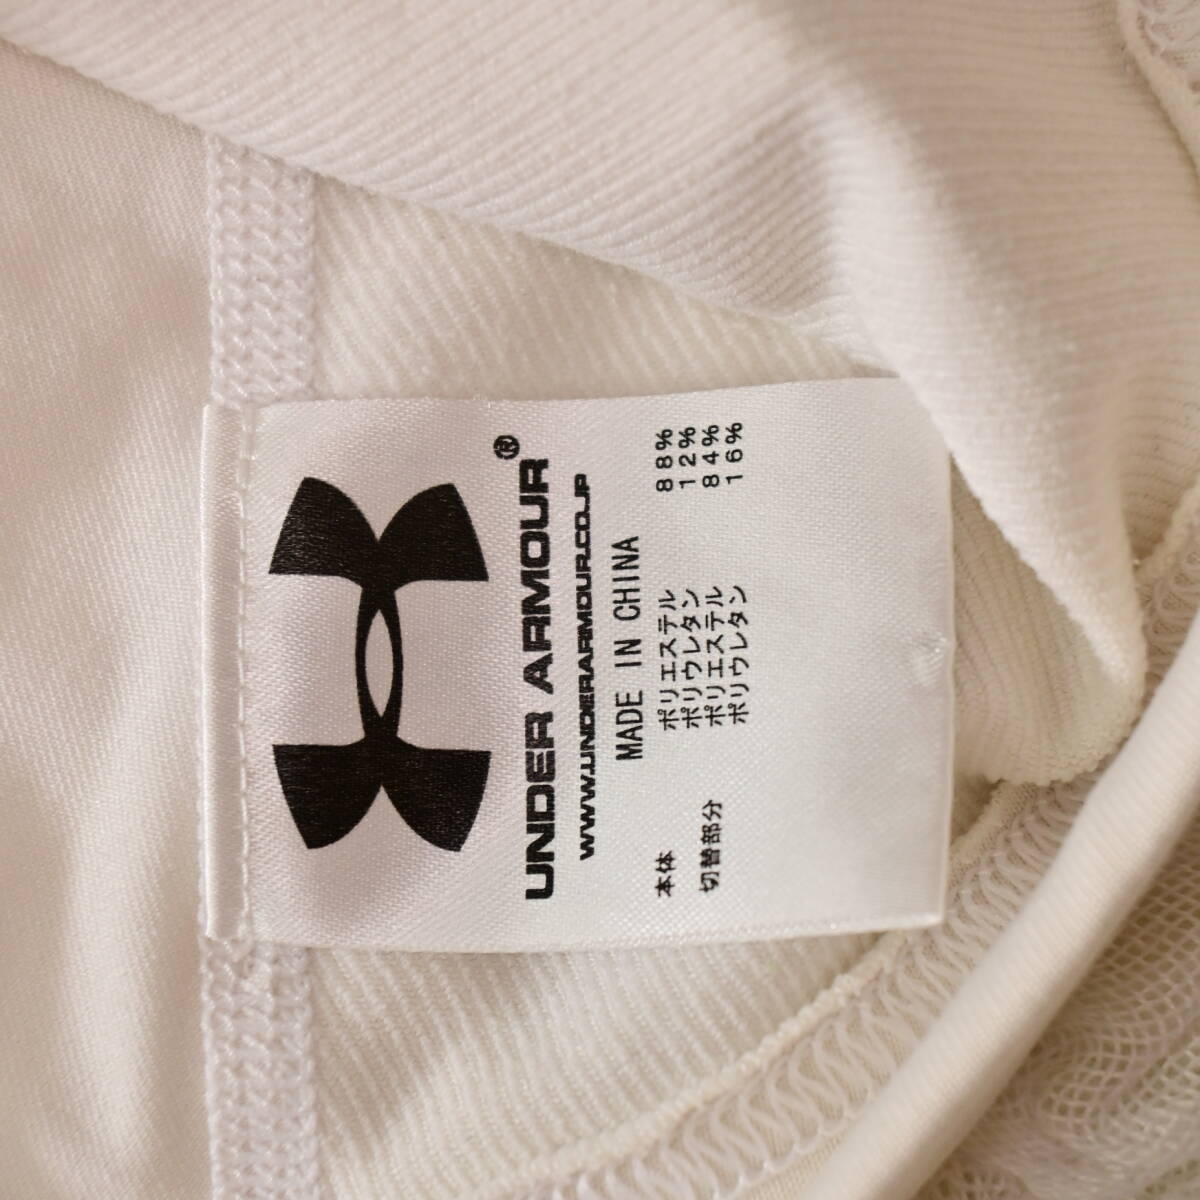 UNDER ARMOUR®
WWW.UNDERARMOUR.CO.JP
MADE IN CHINA
本体 ポリエステル 88%
ポリウレタン 12%
切替部分 ポリエステル 84%
ポリウレタン 16%